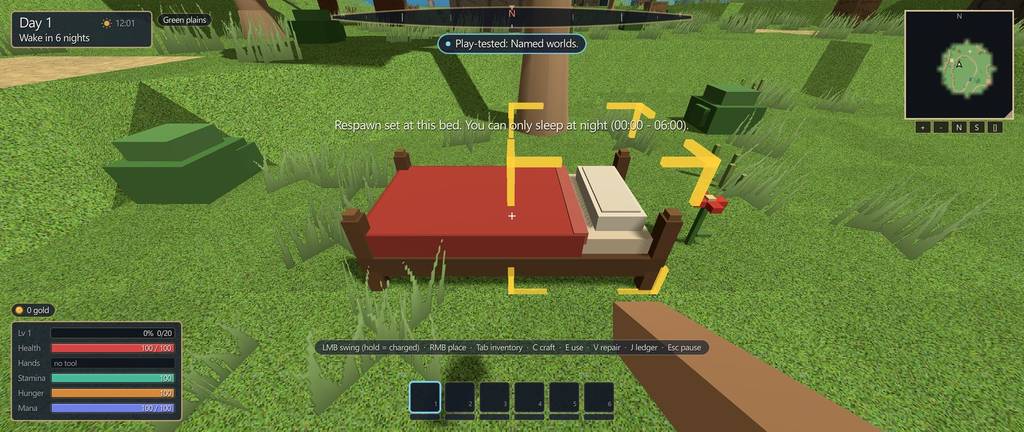 Day 1
12:01
Wake in 6 nights
Green plains
N
Play-tested: Named worlds.
N
+ - N S []
Respawn set at this bed. You can only sleep at night (00:00 - 06:00).
0 gold
Lv 1 0% 0/20
Health 100 / 100
Hands no tool
Stamina 100
Hunger 100
Mana 100 / 100
LMB swing (hold = charged) · RMB place · Tab inventory · C craft · E use · V repair · J ledger · Esc pause
1 2 3 4 5 6